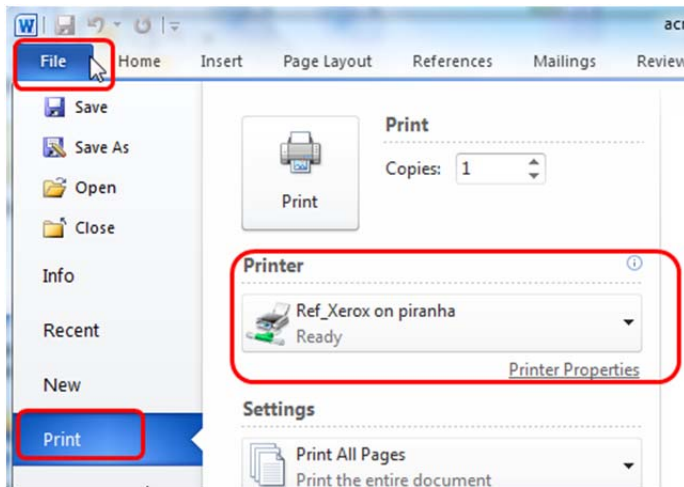 W
acr
File Home Insert Page Layout References Mailings Review
Save
Save As
Open
Close
Info
Recent
New
Print
Print
Print
Copies: 1
Printer
Ref_Xerox on piranha
Ready
Printer Properties
Settings
Print All Pages
Print the entire document